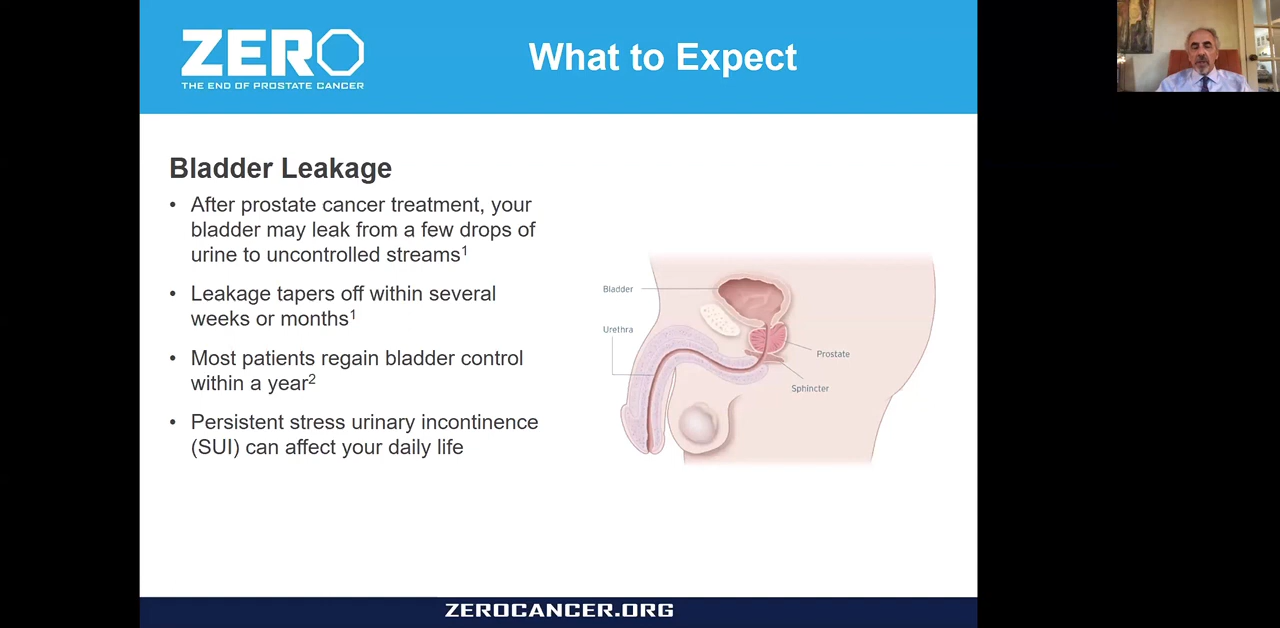 ZERO
THE END OF PROSTATE CANCER
What to Expect
Bladder Leakage
• After prostate cancer treatment, your
bladder may leak from a few drops of
urine to uncontrolled streams¹
• Leakage tapers off within several
weeks or months¹
• Most patients regain bladder control
within a year²
• Persistent stress urinary incontinence
(SUI) can affect your daily life
Bladder
Urethra
Prostate
Sphincter
ZEROCANCER.ORG